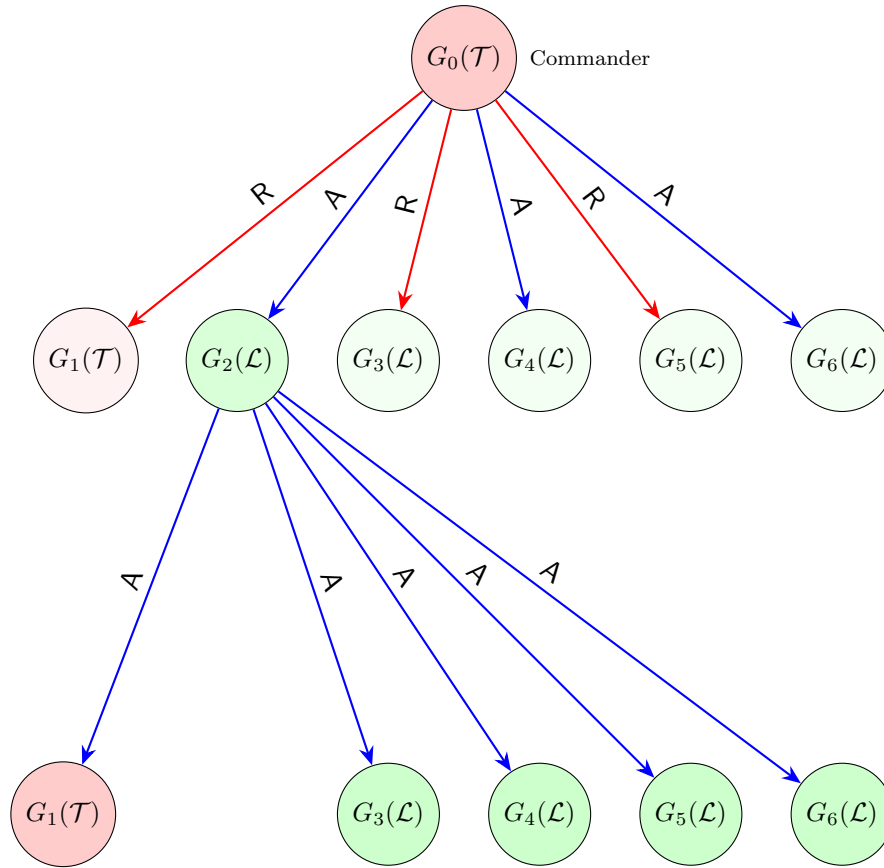 G₀(𝒯) Commander
R A R A R A
G₁(𝒯) G₂(ℒ) G₃(ℒ) G₄(ℒ) G₅(ℒ) G₆(ℒ)
A A A A A
G₁(𝒯) G₃(ℒ) G₄(ℒ) G₅(ℒ) G₆(ℒ)